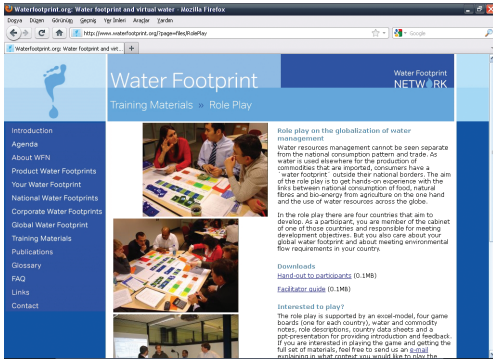 Waterfootprint.org: Water footprint and virtual water - Mozilla Firefox
Dosya Düzen Görünüm Geçmiş Yer İmleri Araçlar Yardım
http://www.waterfootprint.org/?page=files/RolePlay
Google
Waterfootprint.org: Water footprint and virt...
Water Footprint
Water Footprint
NETWORK
Training Materials » Role Play
Introduction
Agenda
About WFN
Product Water Footprints
Your Water Footprint
National Water Footprints
Corporate Water Footprints
Global Water Footprint
Training Materials
Publications
Glossary
FAQ
Links
Contact
Role play on the globalization of water
management
Water resources management cannot be seen separate
from the national consumption pattern and trade. As
water is used elsewhere for the production of
commodities that are imported, consumers have a
`water footprint` outside their national borders. The aim
of the role play is to get hands-on experience with the
links between national consumption of food, natural
fibres and bio-energy from agriculture on the one hand
and the use of water resources across the globe.
In the role play there are four countries that aim to
develop. As a participant, you are member of the cabinet
of one of those countries and responsible for meeting
development objectives. But you also care about your
global water footprint and about meeting environmental
flow requirements in your country.
Downloads
Hand-out to participants (0.1MB)
Facilitator guide (0.1MB)
Interested to play?
The role play is supported by an excel-model, four game
boards (one for each country), water and commodity
notes, role descriptions, country data sheets and a
ppt-presentation for providing introduction and feedback.
If you are interested in playing the game and getting the
full set of materials, feel free to send us an e-mail
explaining in what context you would like to play the